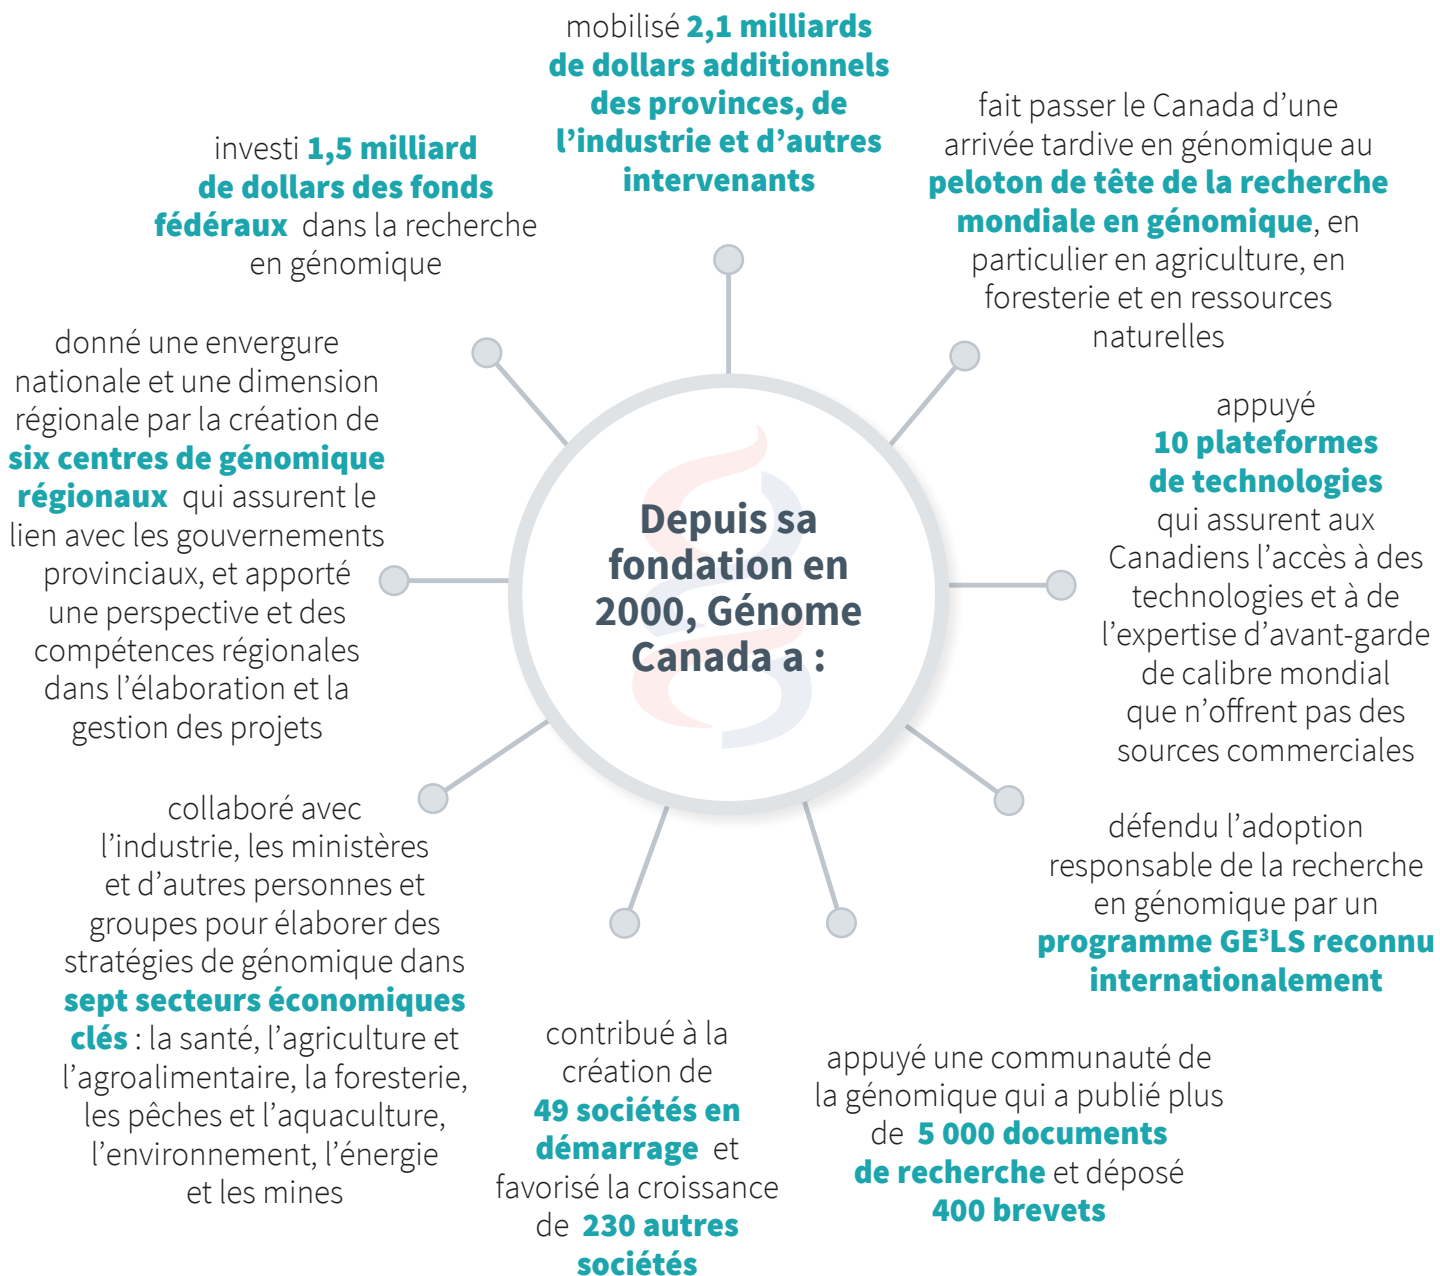 Depuis sa
fondation en
2000, Génome
Canada a :
mobilisé 2,1 milliards
de dollars additionnels
des provinces, de
l’industrie et d’autres
intervenants
fait passer le Canada d’une
arrivée tardive en génomique au
peloton de tête de la recherche
mondiale en génomique, en
particulier en agriculture, en
foresterie et en ressources
naturelles
appuyé
10 plateformes
de technologies
qui assurent aux
Canadiens l’accès à des
technologies et à de
l’expertise d’avant-garde
de calibre mondial
que n’offrent pas des
sources commerciales
défendu l’adoption
responsable de la recherche
en génomique par un
programme GE³LS reconnu
internationalement
appuyé une communauté de
la génomique qui a publié plus
de 5 000 documents
de recherche et déposé
400 brevets
contribué à la
création de
49 sociétés en
démarrage et
favorisé la croissance
de 230 autres
sociétés
collaboré avec
l’industrie, les ministères
et d’autres personnes et
groupes pour élaborer des
stratégies de génomique dans
sept secteurs économiques
clés : la santé, l’agriculture et
l’agroalimentaire, la foresterie,
les pêches et l’aquaculture,
l’environnement, l’énergie
et les mines
donné une envergure
nationale et une dimension
régionale par la création de
six centres de génomique
régionaux qui assurent le
lien avec les gouvernements
provinciaux, et apporté
une perspective et des
compétences régionales
dans l’élaboration et la
gestion des projets
investi 1,5 milliard
de dollars des fonds
fédéraux dans la recherche
en génomique